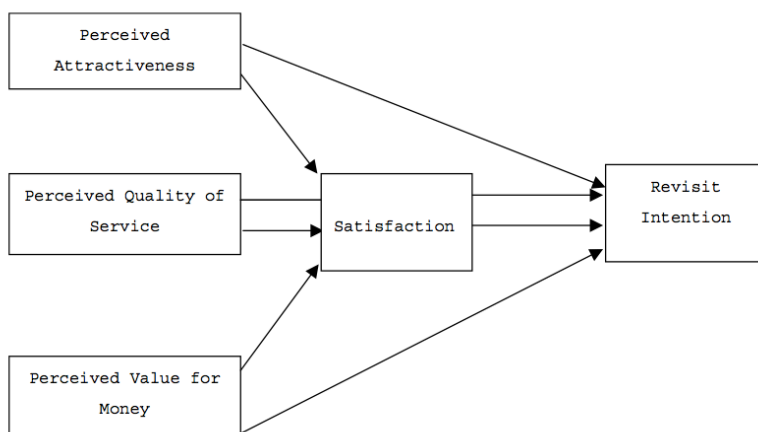 Perceived
Attractiveness
Perceived Quality of
Service
Satisfaction
Revisit
Intention
Perceived Value for
Money